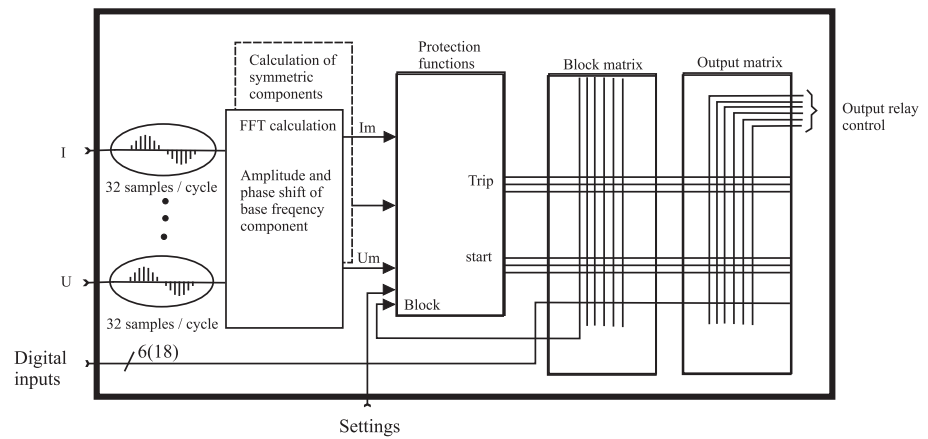 Protection
functions
Calculation of
symmetric
components
Block matrix
Output matrix
FFT calculation
Im
Output relay
control
I
32 samples / cycle
Amplitude and
phase shift of
base freqency
component
Trip
Um
start
U
Block
32 samples / cycle
Digital
inputs
6(18)
Settings